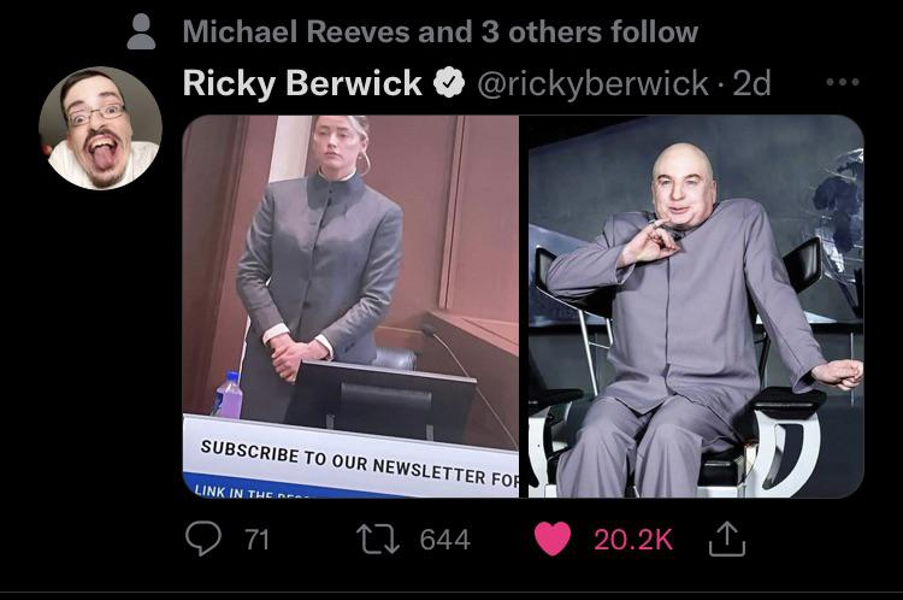 Michael Reeves and 3 others follow
Ricky Berwick @rickyberwick · 2d
SUBSCRIBE TO OUR NEWSLETTER FOR
LINK IN THE
71 644 20.2K